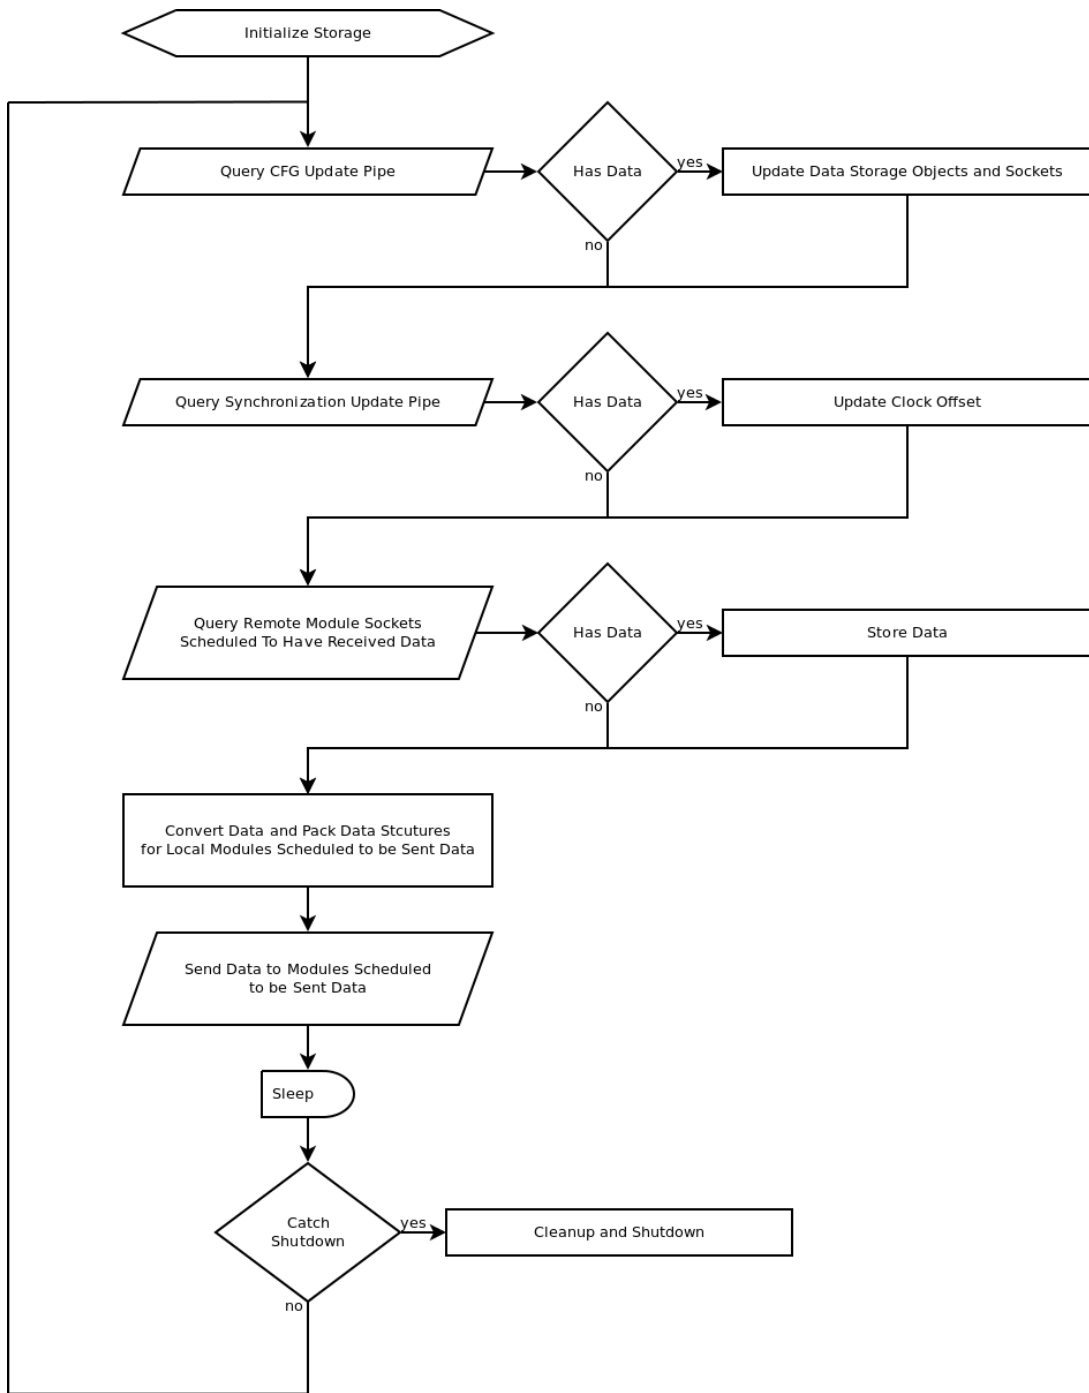 Initialize Storage
Query CFG Update Pipe
Has Data
yes
Update Data Storage Objects and Sockets
no
Query Synchronization Update Pipe
Has Data
yes
Update Clock Offset
no
Query Remote Module Sockets
Scheduled To Have Received Data
Has Data
yes
Store Data
no
Convert Data and Pack Data Stcutures
for Local Modules Scheduled to be Sent Data
Send Data to Modules Scheduled
to be Sent Data
Sleep
Catch
Shutdown
yes
Cleanup and Shutdown
no